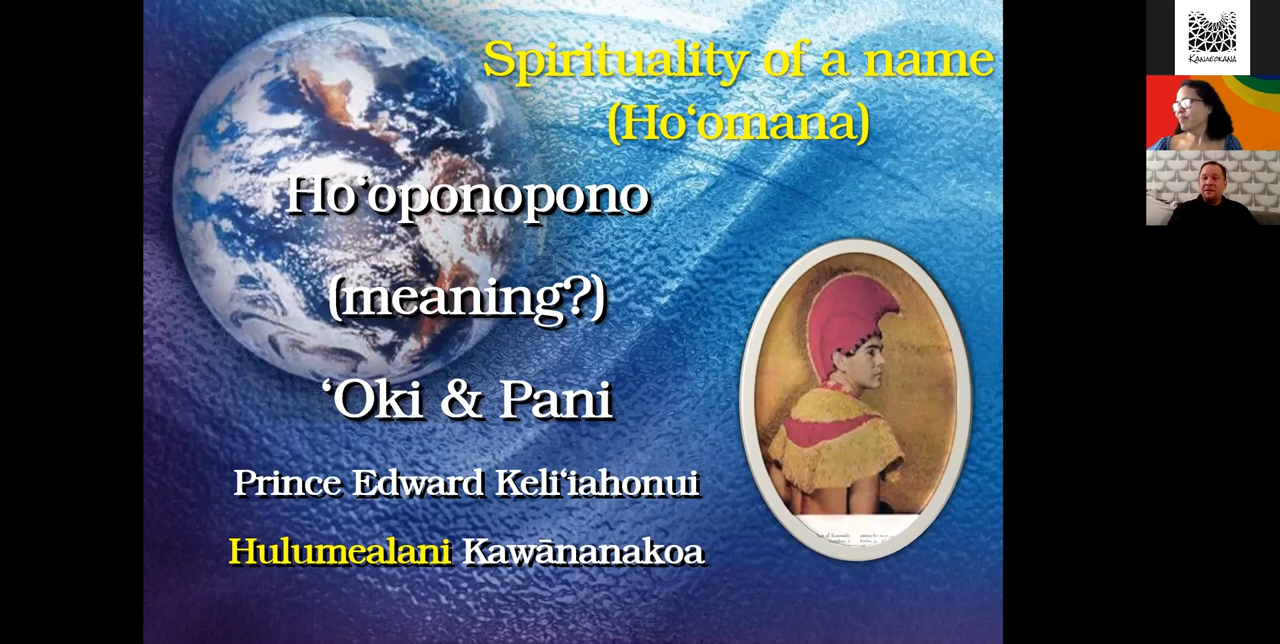 Spirituality of a name
(Hoʻomana)
Hoʻoponopono
(meaning?)
ʻOki & Pani
Prince Edward Keliʻiahonui
Hulumealani Kawānanakoa
KANAEOKANA